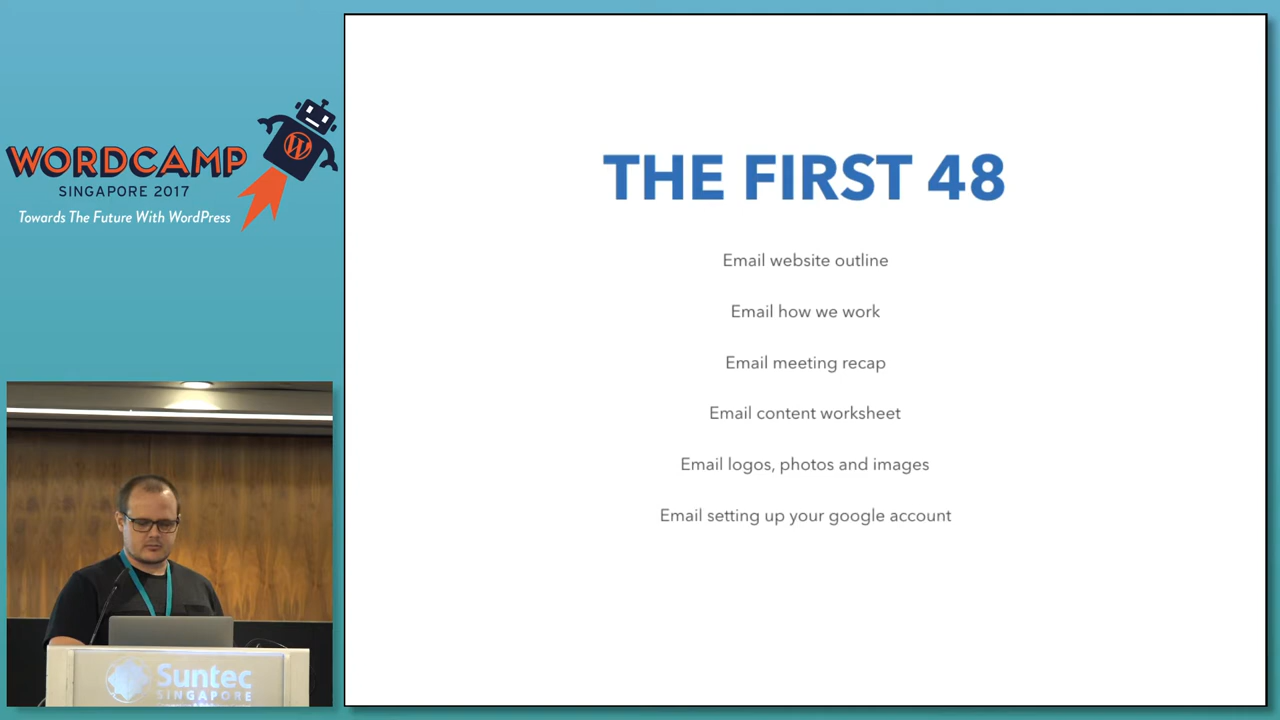 WORDCAMP
SINGAPORE 2017
Towards The Future With WordPress
THE FIRST 48
Email website outline
Email how we work
Email meeting recap
Email content worksheet
Email logos, photos and images
Email setting up your google account
Suntec
SINGAPORE